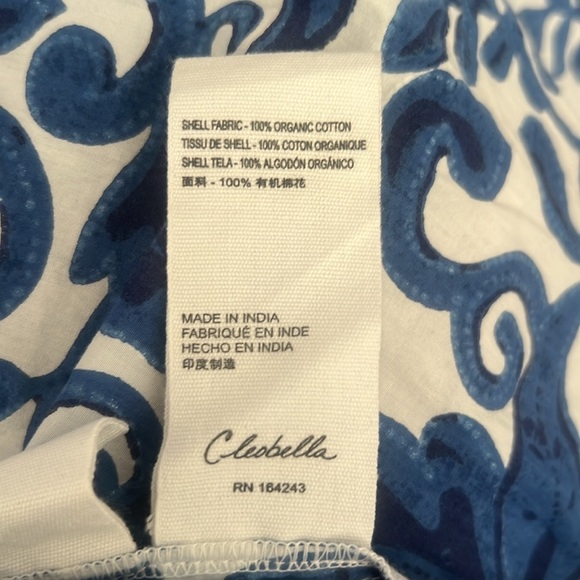 SHELL FABRIC - 100% ORGANIC COTTON
TISSU DE SHELL - 100% COTON ORGANIQUE
SHELL TELA - 100% ALGODÓN ORGÁNICO
面料 - 100% 有机棉花
MADE IN INDIA
FABRIQUÉ EN INDE
HECHO EN INDIA
印度制造
Cleobella
RN 164243